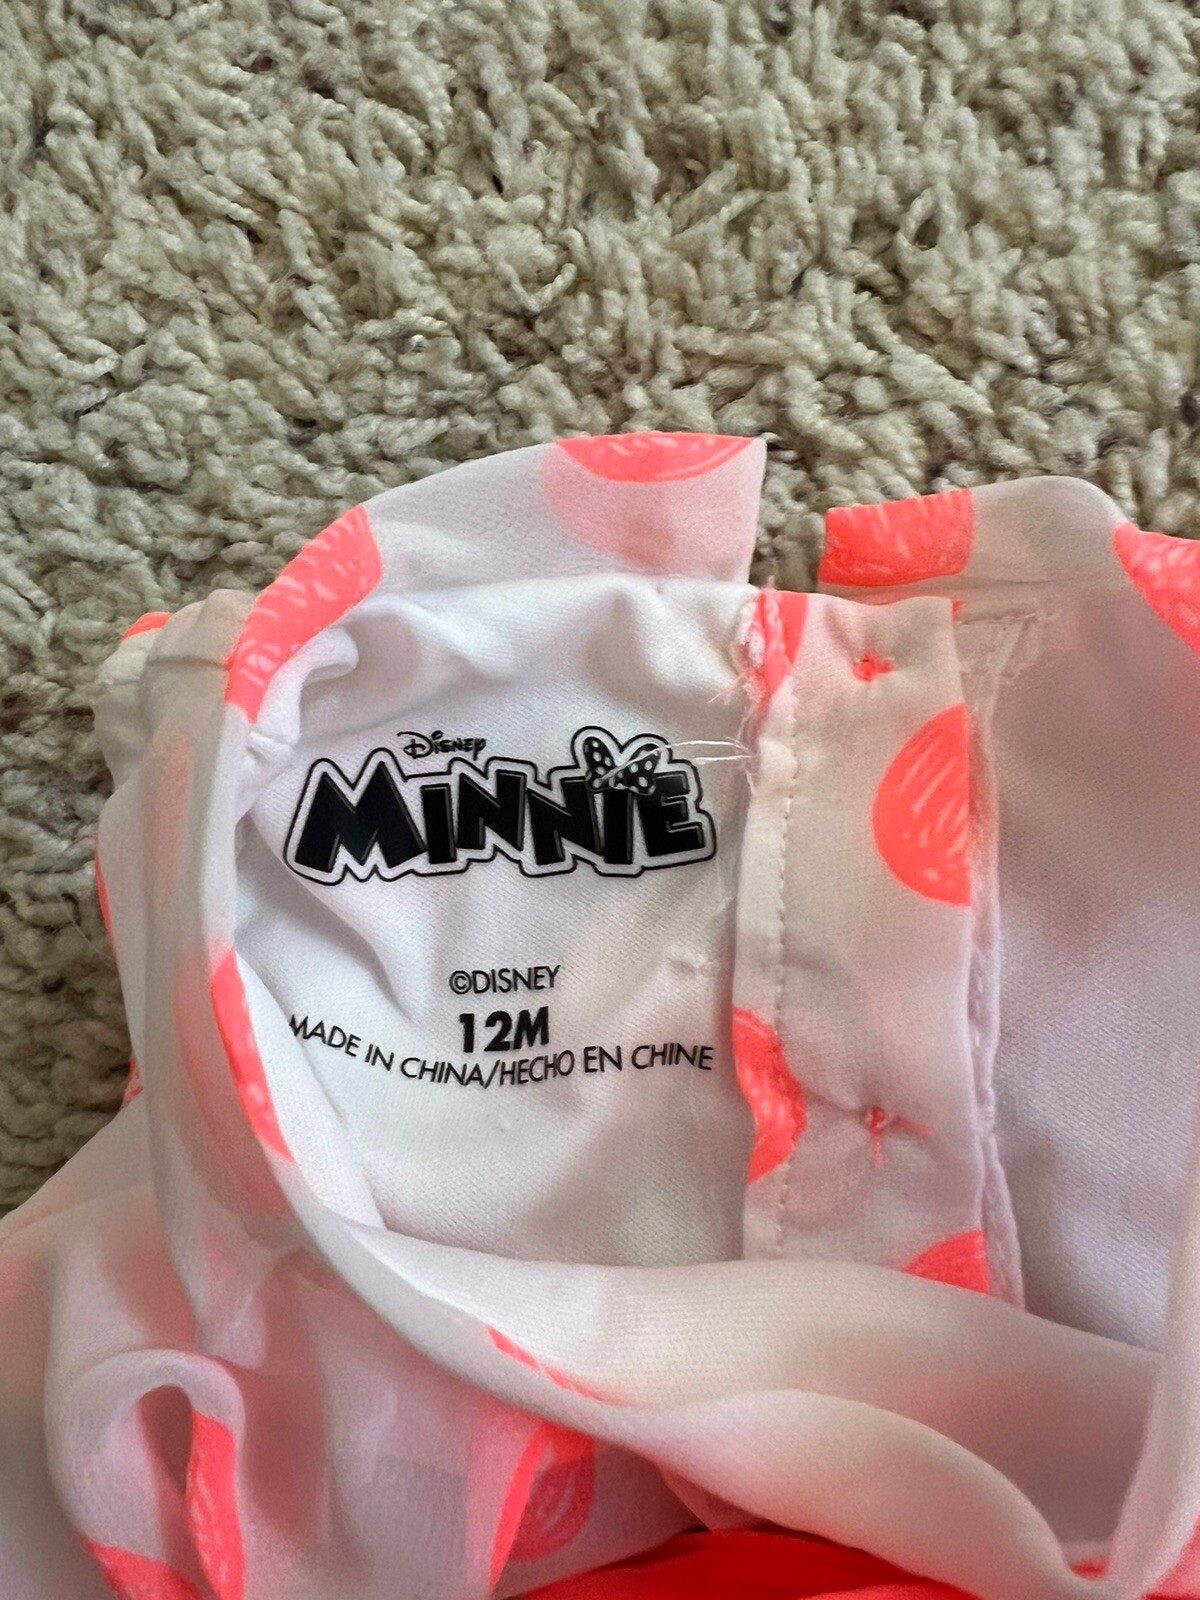 Disney
MINNIE
©DISNEY
12M
MADE IN CHINA/HECHO EN CHINE